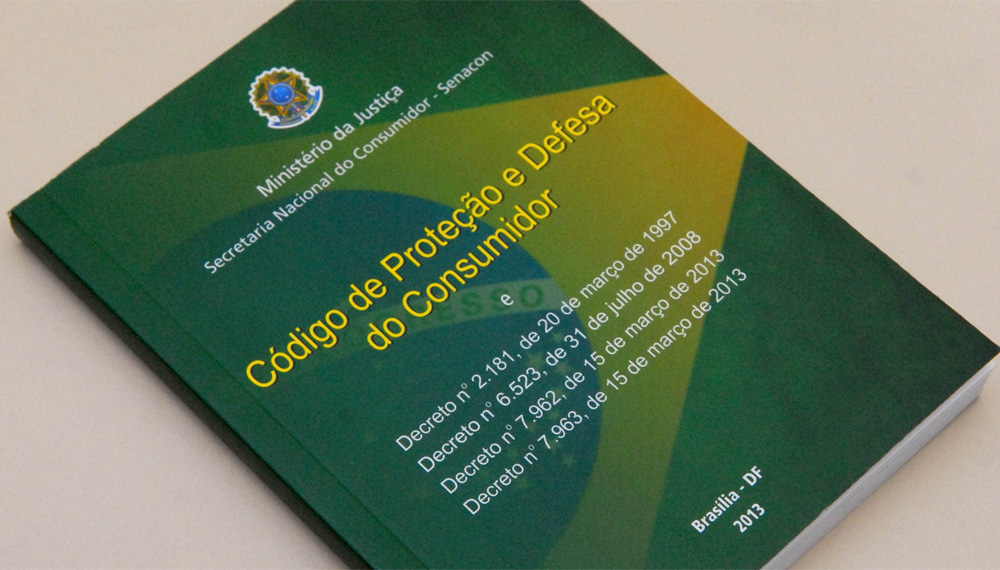 Ministério da Justiça
Secretaria Nacional do Consumidor - Senacon
Código de Proteção e Defesa
do Consumidor
e
Decreto nº 2.181, de 20 de março de 1997
Decreto nº 6.523, de 31 de julho de 2008
Decreto nº 7.962, de 15 de março de 2013
Decreto nº 7.963, de 15 de março de 2013
Brasília - DF
2013